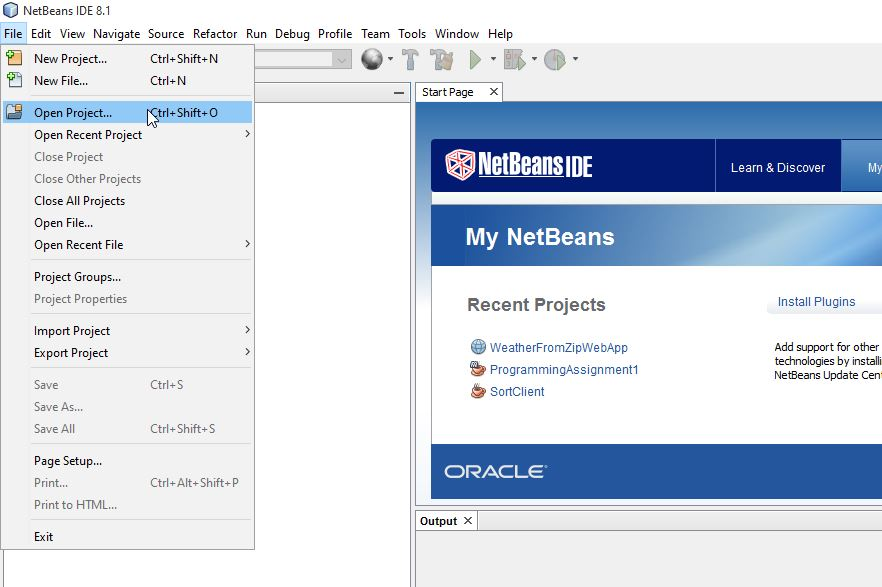 NetBeans IDE 8.1
File Edit View Navigate Source Refactor Run Debug Profile Team Tools Window Help
New Project... Ctrl+Shift+N
New File... Ctrl+N
Open Project... Ctrl+Shift+O
Open Recent Project
Close Project
Close Other Projects
Close All Projects
Open File...
Open Recent File
Project Groups...
Project Properties
Import Project
Export Project
Save Ctrl+S
Save As...
Save All Ctrl+Shift+S
Page Setup...
Print... Ctrl+Alt+Shift+P
Print to HTML...
Exit
Start Page
NetBeans IDE
Learn & Discover
My
My NetBeans
Recent Projects
WeatherFromZipWebApp
ProgrammingAssignment1
SortClient
Install Plugins
Add support for other
technologies by installi
NetBeans Update Cent
ORACLE
Output